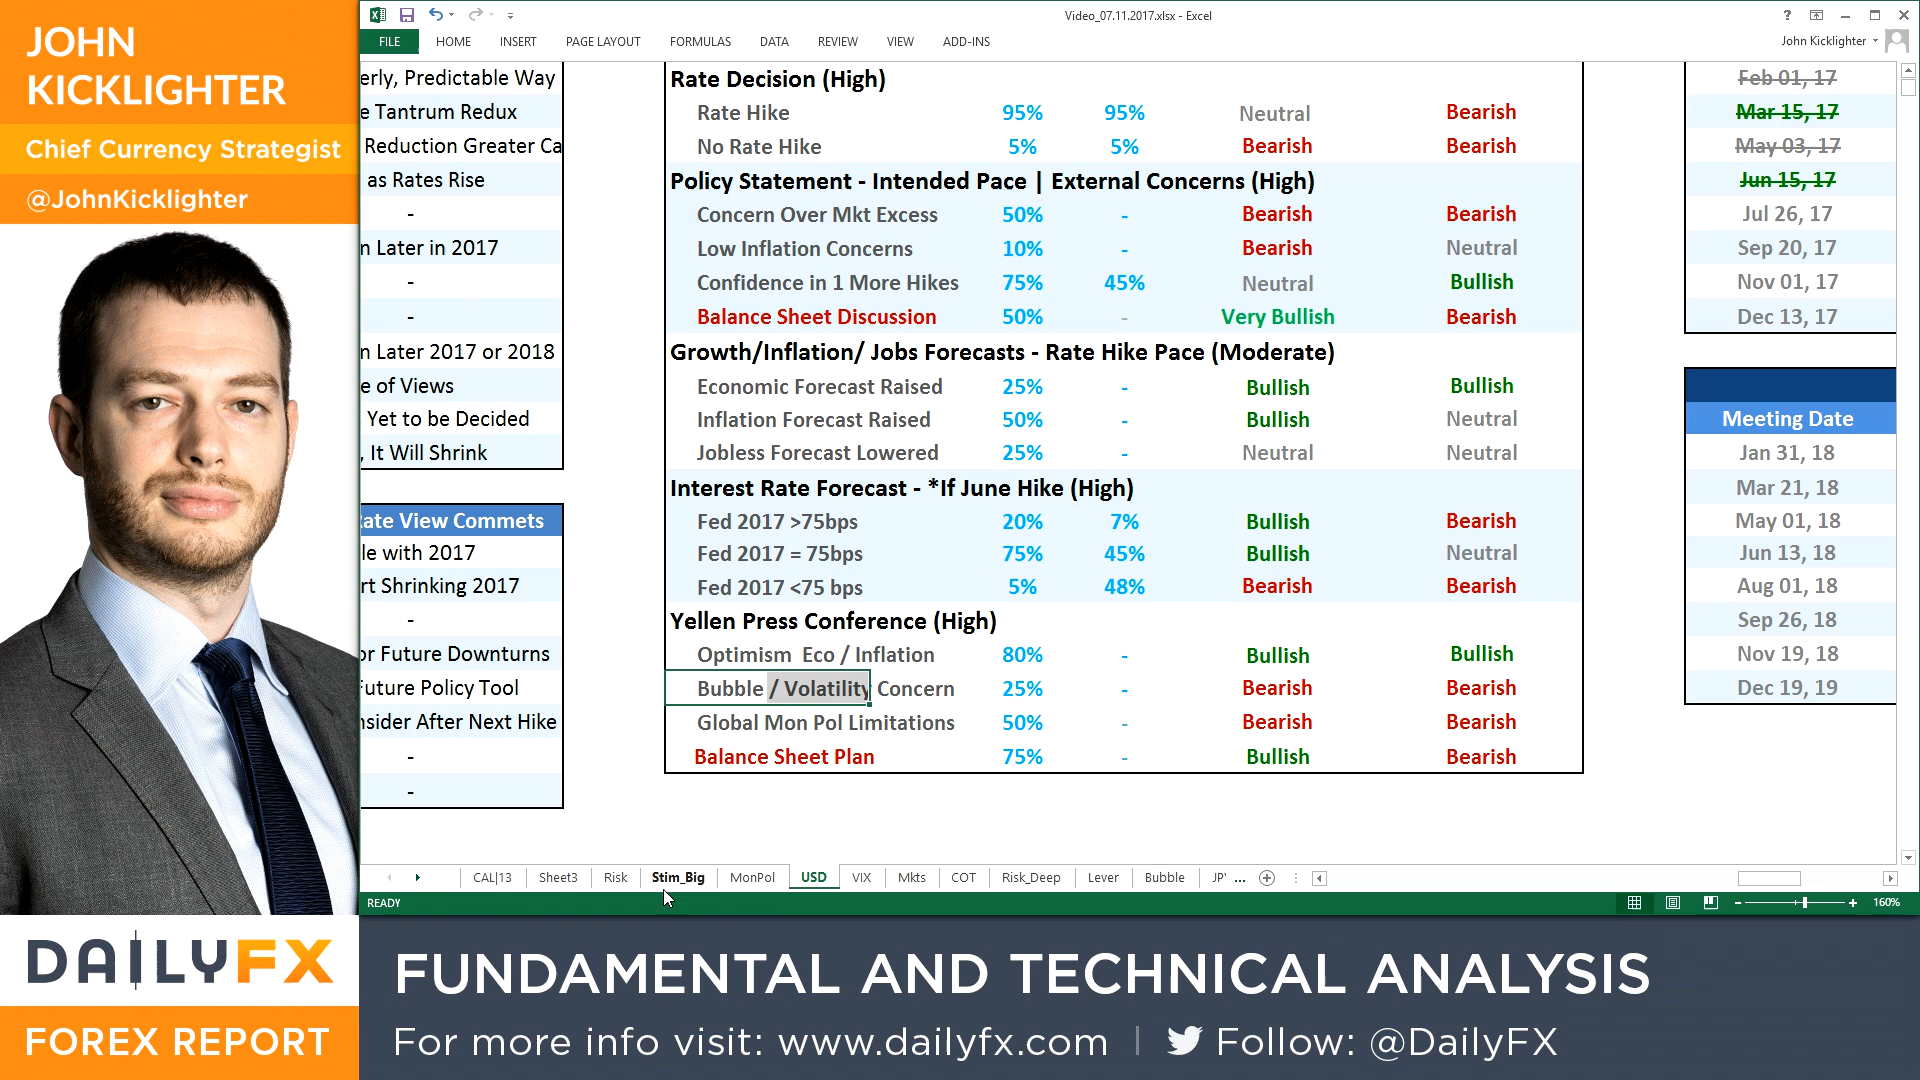 JOHN
KICKLIGHTER
Chief Currency Strategist
@JohnKicklighter
Video_07.11.2017.xlsx - Excel
FILE HOME INSERT PAGE LAYOUT FORMULAS DATA REVIEW VIEW ADD-INS
John Kicklighter
erly, Predictable Way
e Tantrum Redux
Reduction Greater Ca
as Rates Rise
-
n Later in 2017
-
-
n Later 2017 or 2018
e of Views
Yet to be Decided
, It Will Shrink
ate View Commets
le with 2017
rt Shrinking 2017
-
or Future Downturns
Future Policy Tool
nsider After Next Hike
-
-
Rate Decision (High)
Rate Hike 95% 95% Neutral Bearish
No Rate Hike 5% 5% Bearish Bearish
Policy Statement - Intended Pace | External Concerns (High)
Concern Over Mkt Excess 50% - Bearish Bearish
Low Inflation Concerns 10% - Bearish Neutral
Confidence in 1 More Hikes 75% 45% Neutral Bullish
Balance Sheet Discussion 50% - Very Bullish Bearish
Growth/Inflation/ Jobs Forecasts - Rate Hike Pace (Moderate)
Economic Forecast Raised 25% - Bullish Bullish
Inflation Forecast Raised 50% - Bullish Neutral
Jobless Forecast Lowered 25% - Neutral Neutral
Interest Rate Forecast - *If June Hike (High)
Fed 2017 >75bps 20% 7% Bullish Bearish
Fed 2017 = 75bps 75% 45% Bullish Neutral
Fed 2017 <75 bps 5% 48% Bearish Bearish
Yellen Press Conference (High)
Optimism Eco / Inflation 80% - Bullish Bullish
Bubble / Volatility Concern 25% - Bearish Bearish
Global Mon Pol Limitations 50% - Bearish Bearish
Balance Sheet Plan 75% - Bullish Bearish
Feb 01, 17
Mar 15, 17
May 03, 17
Jun 15, 17
Jul 26, 17
Sep 20, 17
Nov 01, 17
Dec 13, 17
Meeting Date
Jan 31, 18
Mar 21, 18
May 01, 18
Jun 13, 18
Aug 01, 18
Sep 26, 18
Nov 19, 18
Dec 19, 19
CAL|13 Sheet3 Risk Stim_Big MonPol USD VIX Mkts COT Risk_Deep Lever Bubble JP' ...
READY
160%
DAILYFX
FOREX REPORT
FUNDAMENTAL AND TECHNICAL ANALYSIS
For more info visit: www.dailyfx.com | Follow: @DailyFX